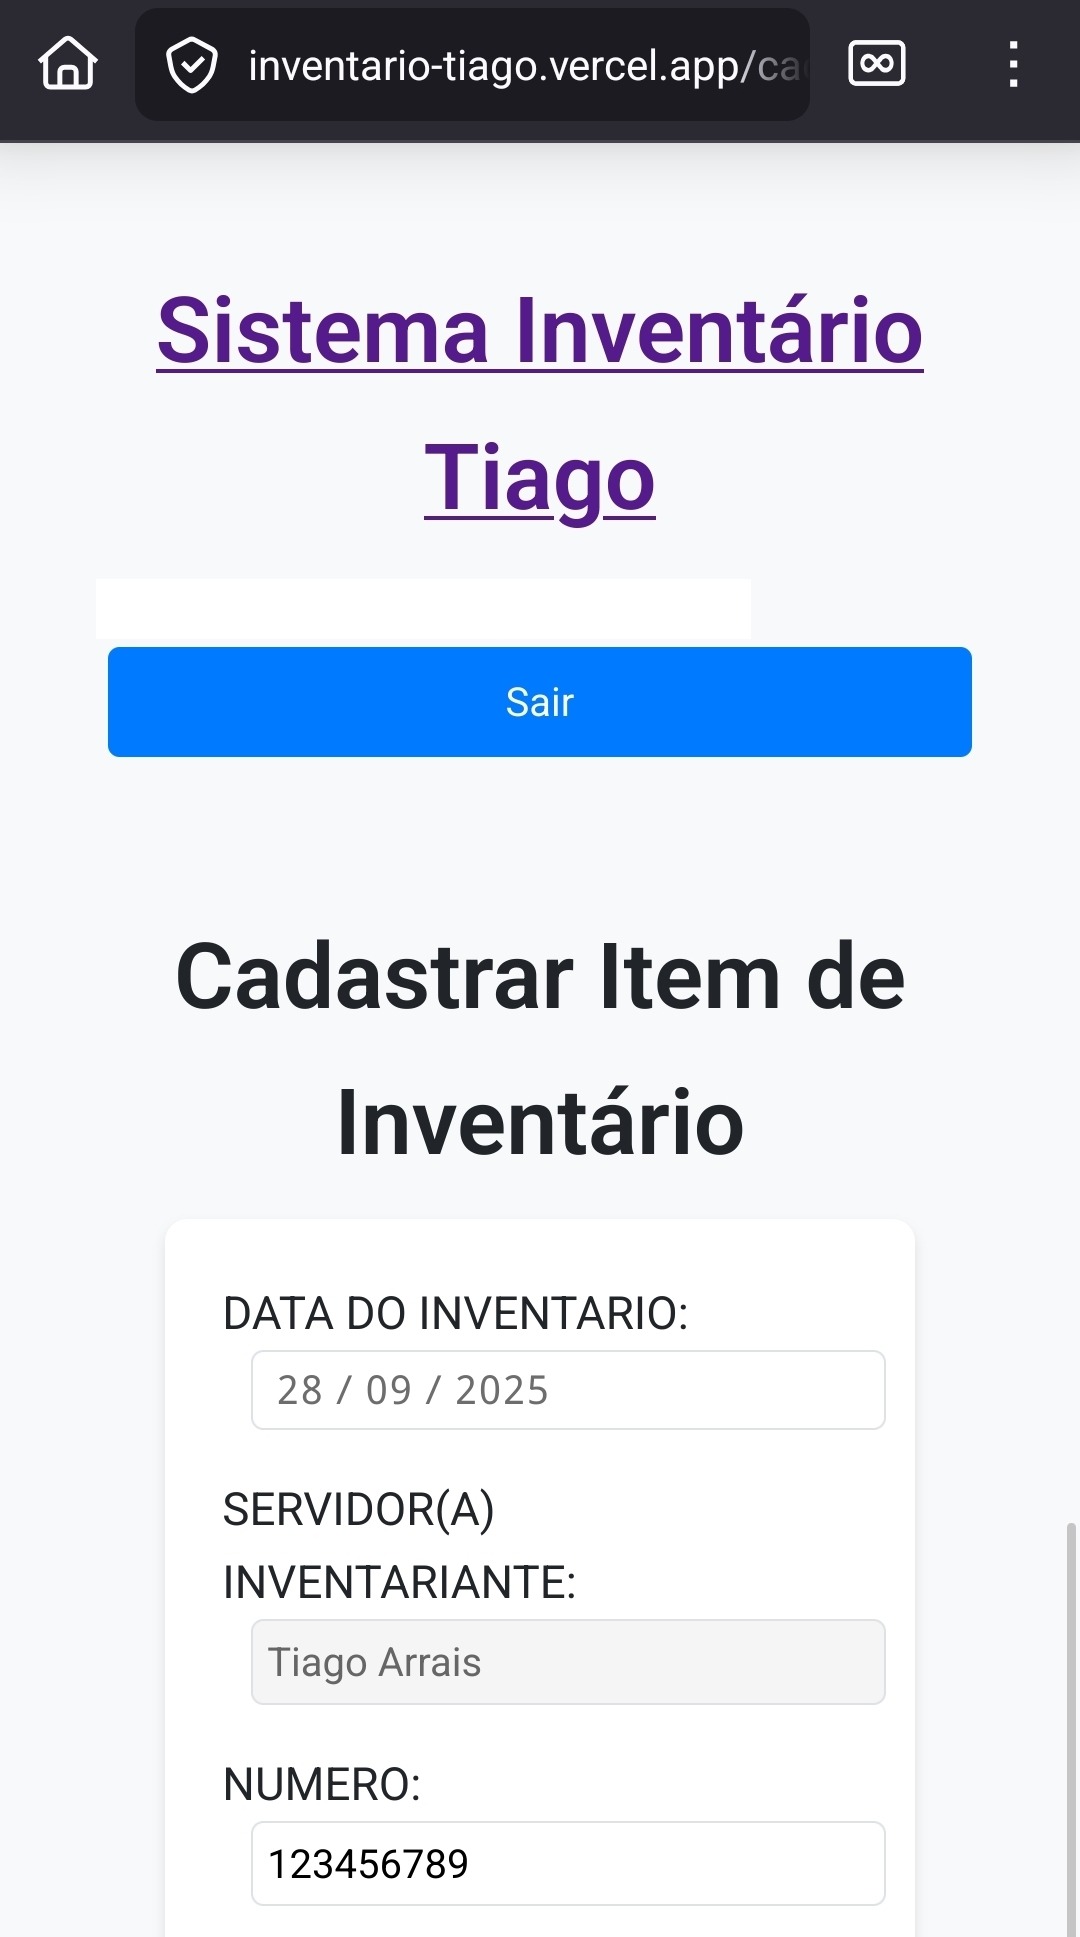 inventario-tiago.vercel.app/ca
Sistema Inventário
Tiago
Sair
Cadastrar Item de
Inventário
DATA DO INVENTARIO:
28 / 09 / 2025
SERVIDOR(A)
INVENTARIANTE:
Tiago Arrais
NUMERO:
123456789